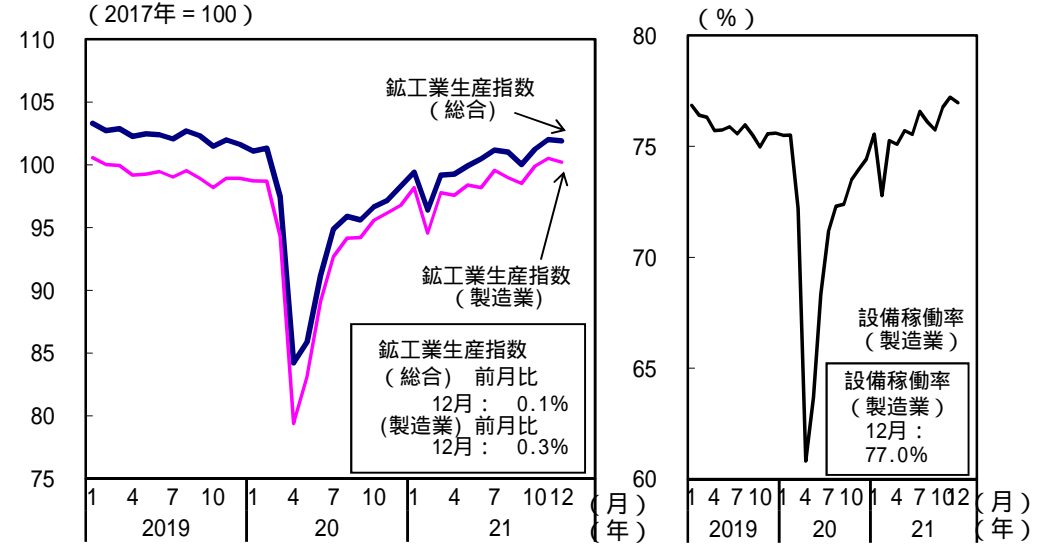 （2017年＝100）
110
105
100
95
90
85
80
75
鉱工業生産指数
（総合）
鉱工業生産指数
（製造業）
鉱工業生産指数
（総合） 前月比
12月： 0.1%
(製造業) 前月比
12月： 0.3%
1 4 7 10 1 4 7 10 1 4 7 10 12 （月）
2019 20 21 （年）
（％）
80
75
70
65
60
設備稼働率
（製造業）
設備稼働率
（製造業）
12月：
77.0%
1 4 7 10 1 4 7 10 1 4 7 10 12 （月）
2019 20 21 （年）